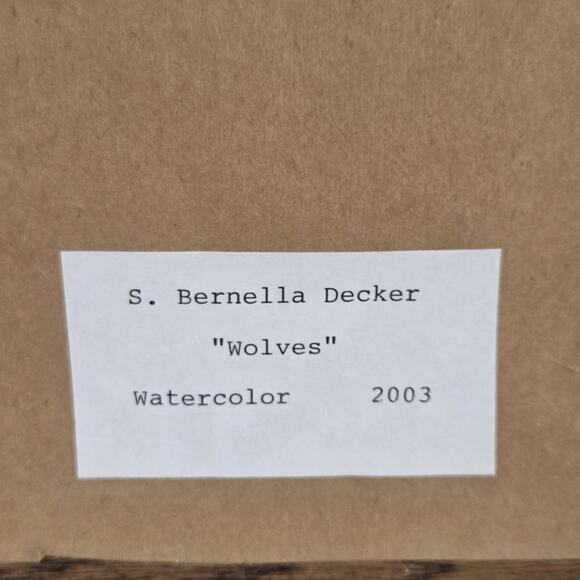 S. Bernella Decker
"Wolves"
Watercolor 2003